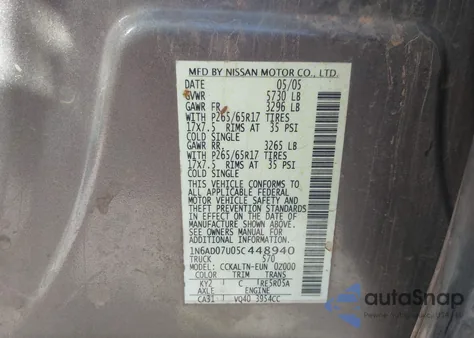 MFD BY NISSAN MOTOR CO., LTD.
DATE 05/05
GVWR 5730 LB
GAWR FR. 3296 LB
WITH P265/65R17 TIRES
17X7.5 RIMS AT 35 PSI
COLD SINGLE
GAWR RR. 3265 LB
WITH P265/65R17 TIRES
17X7.5 RIMS AT 35 PSI
COLD SINGLE
THIS VEHICLE CONFORMS TO
ALL APPLICABLE FEDERAL
MOTOR VEHICLE SAFETY AND
THEFT PREVENTION STANDARDS
IN EFFECT ON THE DATE OF
MANUFACTURE SHOWN ABOVE.
SEE OWNERS MANUAL FOR
ADDITIONAL INFORMATION
1N6AD07U05C448940
TRUCK 570
MODEL: CCKALTN-EUN 02000
COLOR TRIM TRANS
KY2 C TRE5R05A
AXLE ENGINE
CA31 VQ40 3954CC
autoSnap